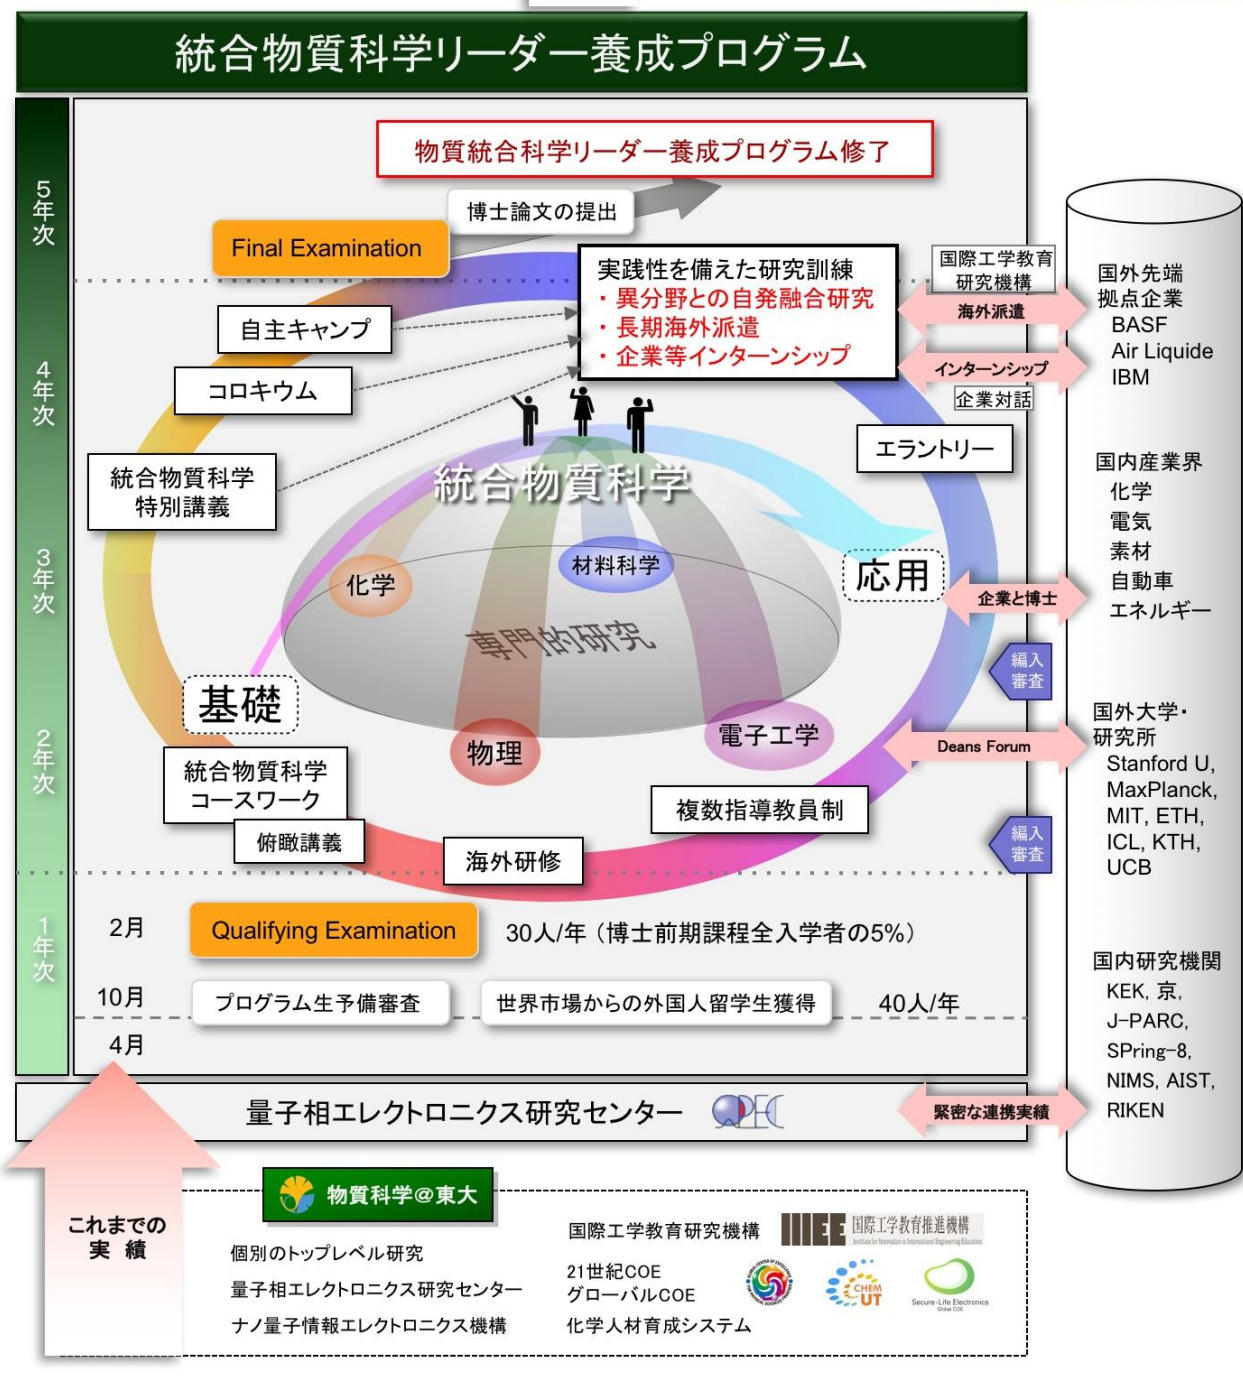 統合物質科学リーダー養成プログラム
物質統合科学リーダー養成プログラム修了
5年次
博士論文の提出
Final Examination
実践性を備えた研究訓練
・異分野との自発融合研究
・長期海外派遣
・企業等インターンシップ
国際工学教育
研究機構
海外派遣
インターンシップ
企業対話
自主キャンプ
コロキウム
4年次
エラントリー
統合物質科学
特別講義
統合物質科学
3年次
化学
材料科学
応用
企業と博士
専門的研究
編入
審査
基礎
2年次
物理
電子工学
Deans Forum
統合物質科学
コースワーク
俯瞰講義
複数指導教員制
海外研修
編入
審査
1年次
2月
Qualifying Examination
30人/年（博士前期課程全入学者の5%）
10月
プログラム生予備審査
世界市場からの外国人留学生獲得
40人/年
4月
国外先端
拠点企業
BASF
Air Liquide
IBM
国内産業界
化学
電気
素材
自動車
エネルギー
国外大学・
研究所
Stanford U,
MaxPlanck,
MIT, ETH,
ICL, KTH,
UCB
国内研究機関
KEK, 京,
J-PARC,
SPring-8,
NIMS, AIST,
RIKEN
量子相エレクトロニクス研究センター
QPEC
緊密な連携実績
これまでの
実 績
物質科学@東大
個別のトップレベル研究
量子相エレクトロニクス研究センター
ナノ量子情報エレクトロニクス機構
国際工学教育研究機構
IIIEE 国際工学教育推進機構
Institute for Innovation in International Engineering Education
21世紀COE
グローバルCOE
化学人材育成システム
CHEM
UT
Secure-Life Electronics
Global COE